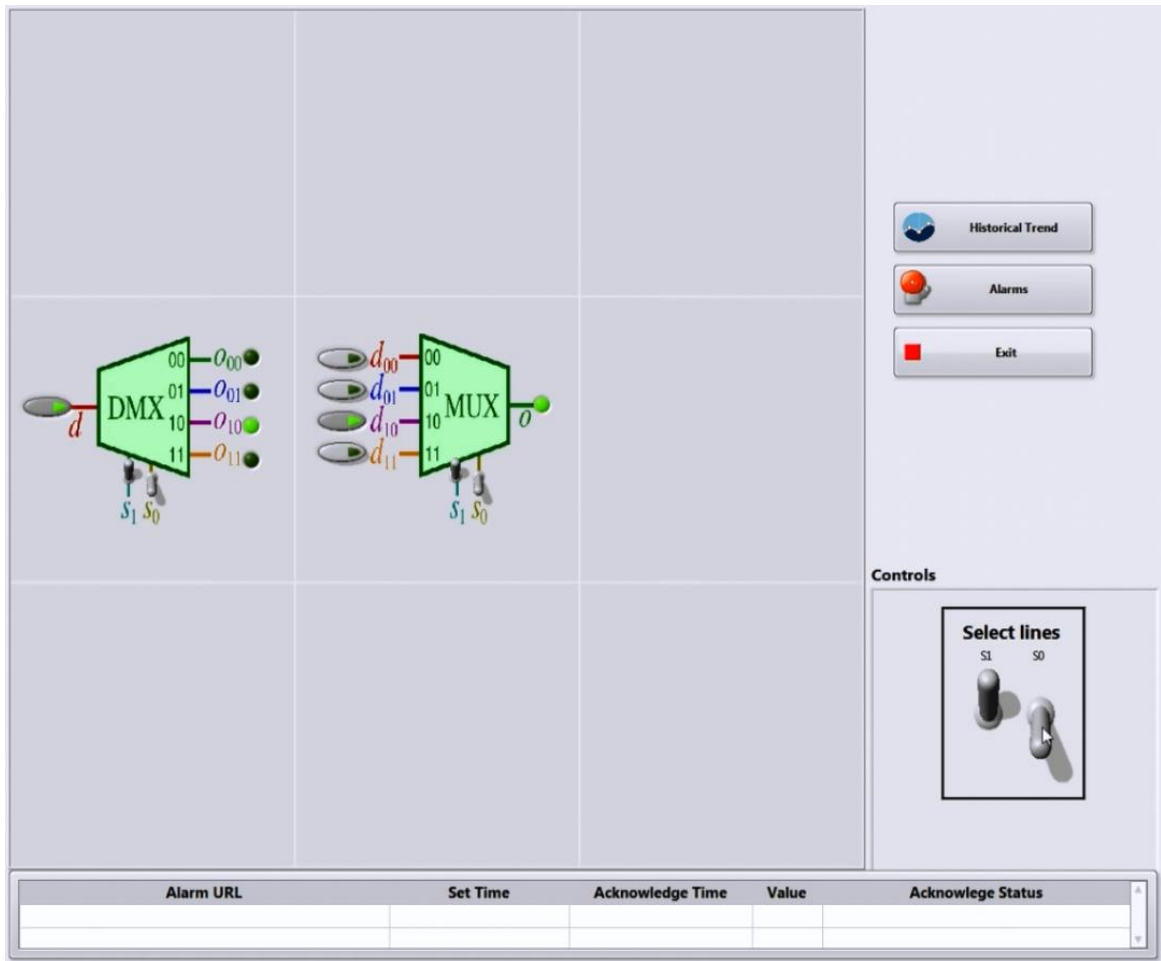 Historical Trend
Alarms
Exit
00 o00
01 o01
d DMX 10 o10
11 o11
s1 s0
d00 00
d01 01
d10 10 MUX o
d11 11
s1 s0
Controls
Select lines
S1 S0
Alarm URL Set Time Acknowledge Time Value Acknowlege Status